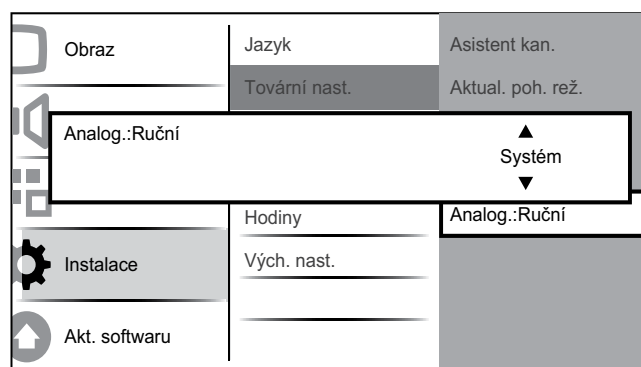 Obraz
Jazyk
Asistent kan.
Tovární nast.
Aktual. poh. rež.
Analog.:Ruční
Systém
Hodiny
Analog.:Ruční
Instalace
Vých. nast.
Akt. softwaru